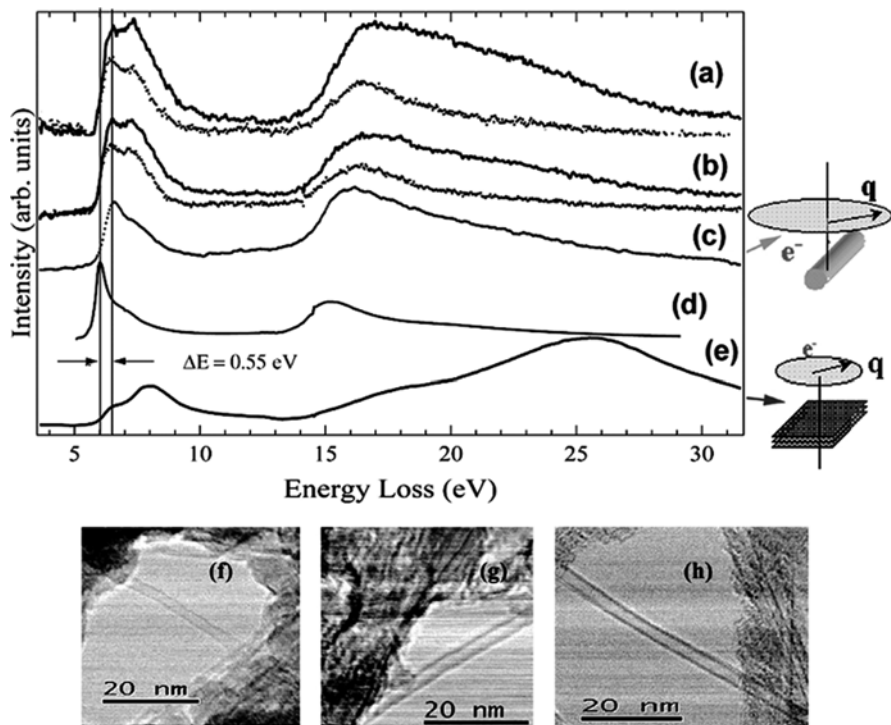 Intensity (arb. units)
(a)
(b)
(c)
(d)
(e)
ΔE = 0.55 eV
5 10 15 20 25 30
Energy Loss (eV)
q
e⁻
e⁻
q
(f)
(g)
(h)
20 nm
20 nm
20 nm